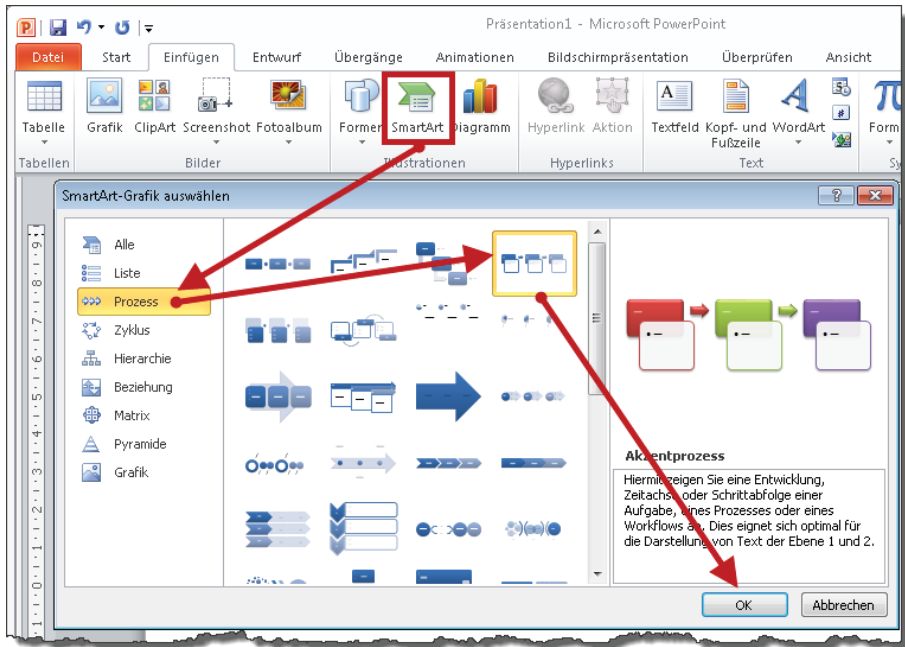 Präsentation1 - Microsoft PowerPoint
Datei Start Einfügen Entwurf Übergänge Animationen Bildschirmpräsentation Überprüfen Ansicht
Tabelle Grafik ClipArt Screenshot Fotoalbum Formen SmartArt Diagramm Hyperlink Aktion Textfeld Kopf- und WordArt Form
Fußzeile
Tabellen Bilder Illustrationen Hyperlinks Text Sy
SmartArt-Grafik auswählen
Alle
Liste
Prozess
Zyklus
Hierarchie
Beziehung
Matrix
Pyramide
Grafik
Akzentprozess
Hiermit zeigen Sie eine Entwicklung,
Zeitachse oder Schrittabfolge einer
Aufgabe, eines Prozesses oder eines
Workflows an. Dies eignet sich optimal für
die Darstellung von Text der Ebene 1 und 2.
OK Abbrechen